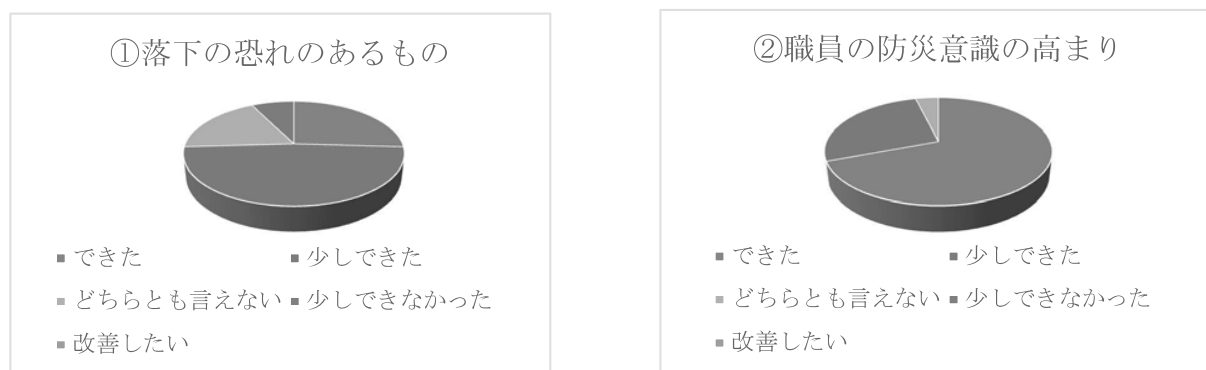 ①落下の恐れのあるもの
■できた ■少しできた
■どちらとも言えない ■少しできなかった
■改善したい
②職員の防災意識の高まり
■できた ■少しできた
■どちらとも言えない ■少しできなかった
■改善したい